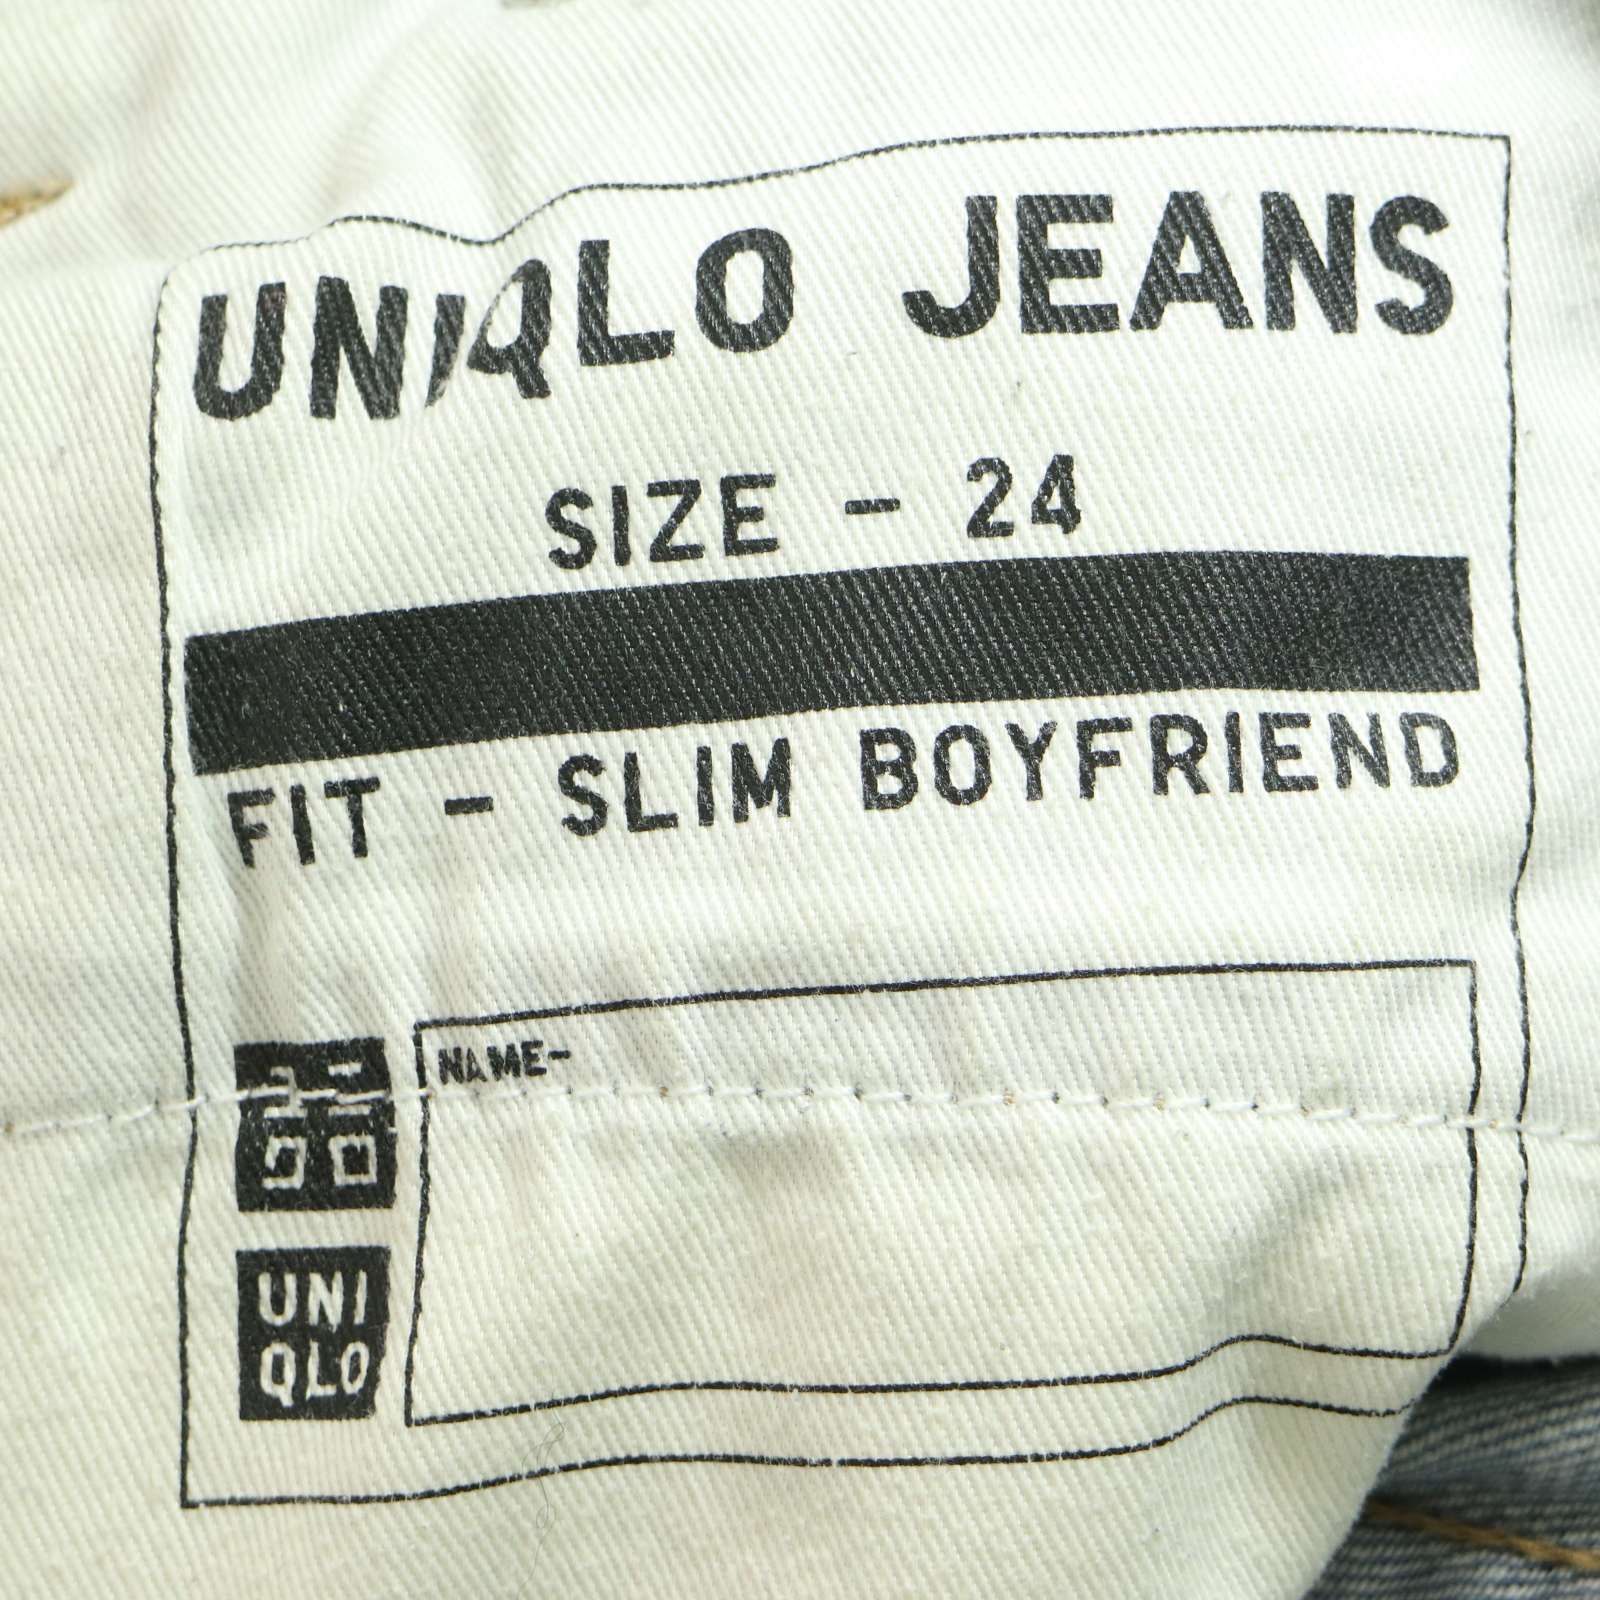 UNIQLO JEANS
SIZE - 24
FIT - SLIM BOYFRIEND
NAME-
UNI
QLO